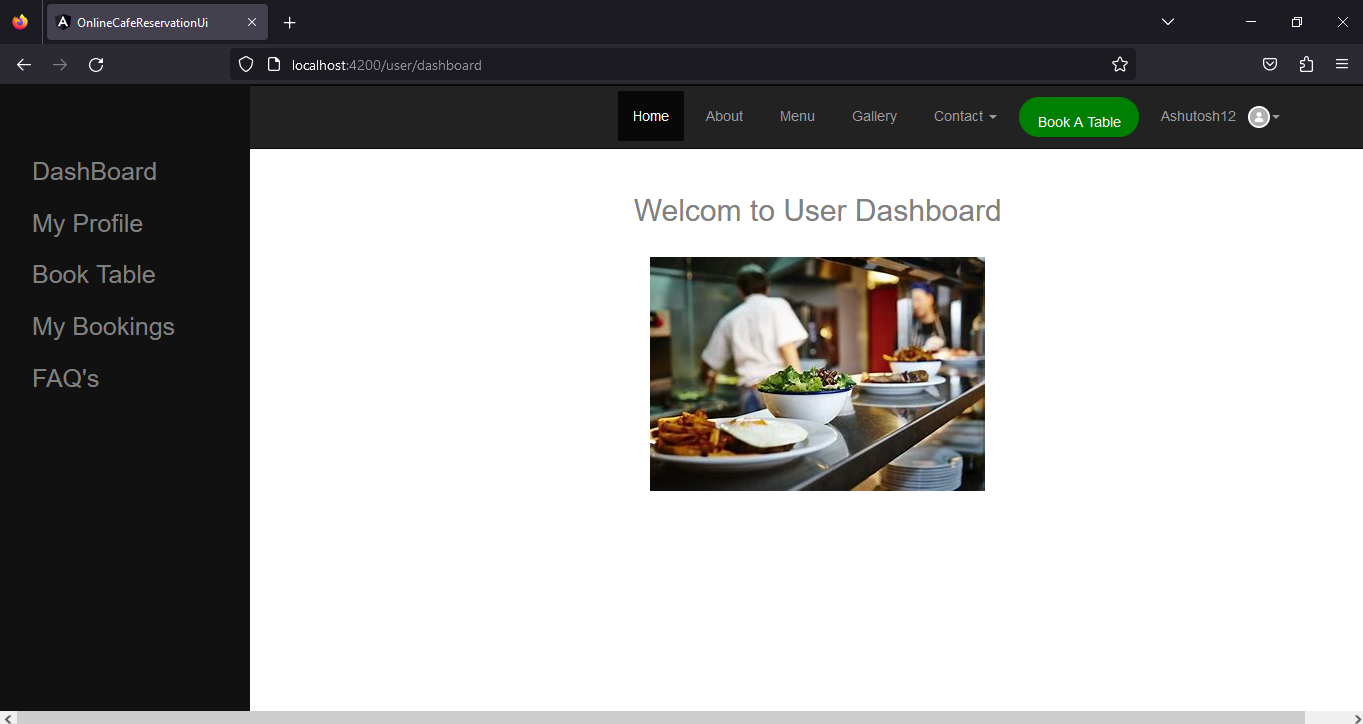 OnlineCafeReservationUi
localhost:4200/user/dashboard
Home About Menu Gallery Contact Book A Table Ashutosh12
DashBoard
My Profile
Book Table
My Bookings
FAQ's
Welcom to User Dashboard